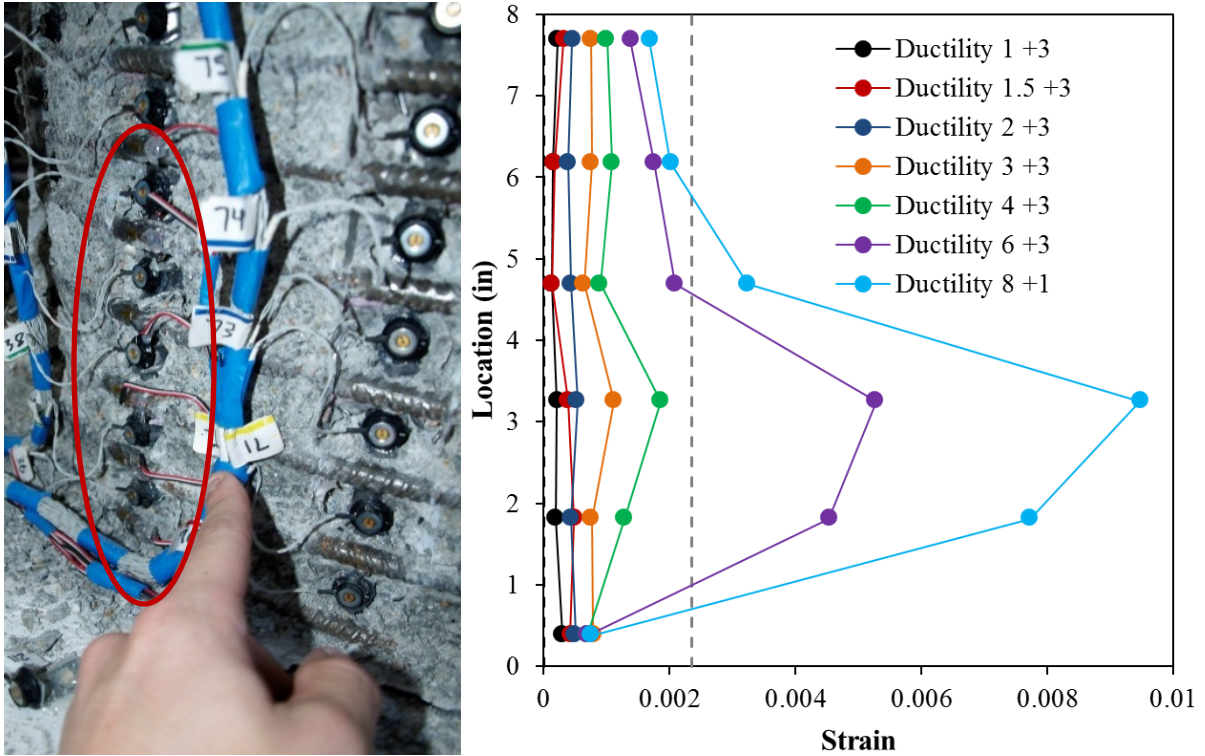 75
74
73
38
71
8
7
6
5
4
3
2
1
0
Location (in)
Ductility 1 +3
Ductility 1.5 +3
Ductility 2 +3
Ductility 3 +3
Ductility 4 +3
Ductility 6 +3
Ductility 8 +1
0
0.002
0.004
0.006
0.008
0.01
Strain